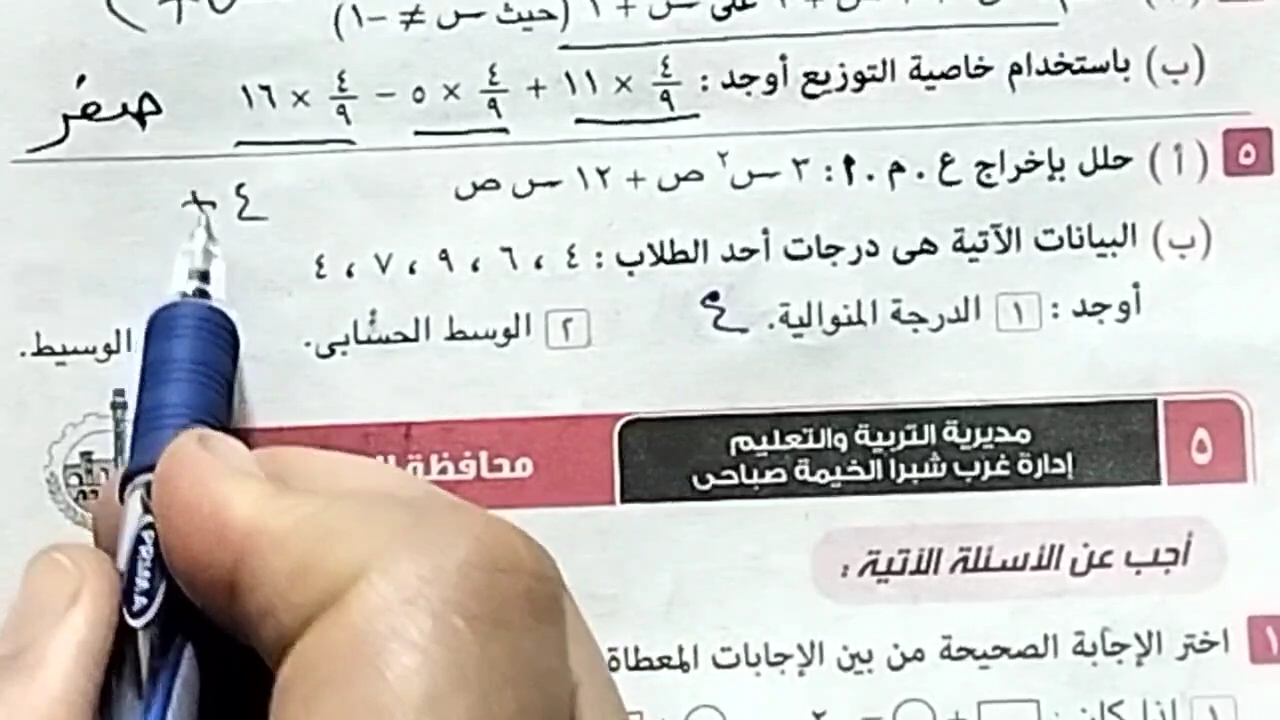 على س + ١ (حيث س ≠ -١)
(ب) باستخدام خاصية التوزيع أوجد : ٤/٩ × ١١ + ٤/٩ × ٥ − ٤/٩ × ١٦ صفر
٥ (أ) حلل بإخراج ع . م . ا : ٣ س٢ ص + ١٢ س ص
٤ +
(ب) البيانات الآتية هى درجات أحد الطلاب : ٤ ، ٦ ، ٩ ، ٧ ، ٤
أوجد : ١ الدرجة المنوالية. ٤ ٢ الوسط الحسابى. الوسيط.
٥ مديرية التربية والتعليم
إدارة غرب شبرا الخيمة صباحى
محافظة
أجب عن الأسئلة الآتية :
١ اختر الإجابة الصحيحة من بين الإجابات المعطاة
١ إذا كان :